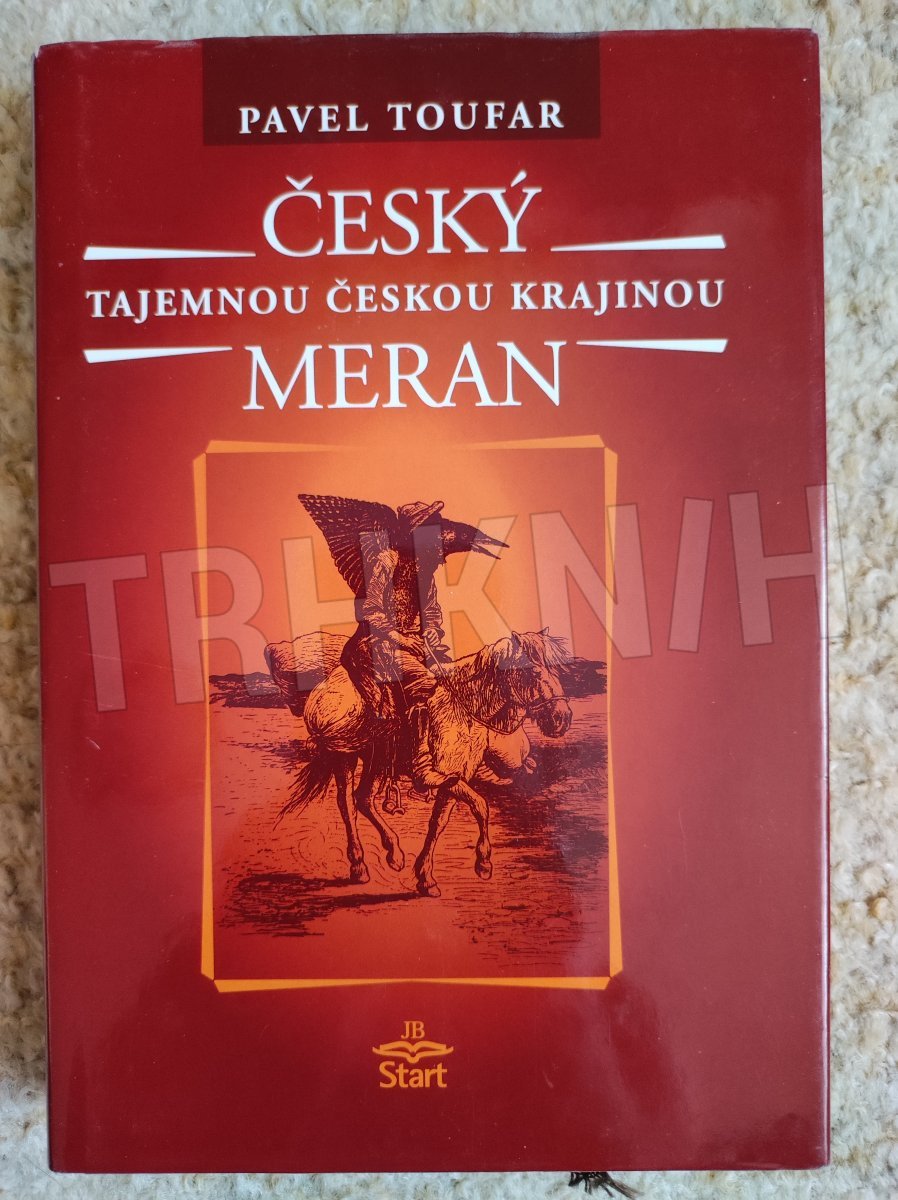 PAVEL TOUFAR
ČESKÝ
TAJEMNOU ČESKOU KRAJINOU
MERAN
TRHKNIH
JB
Start